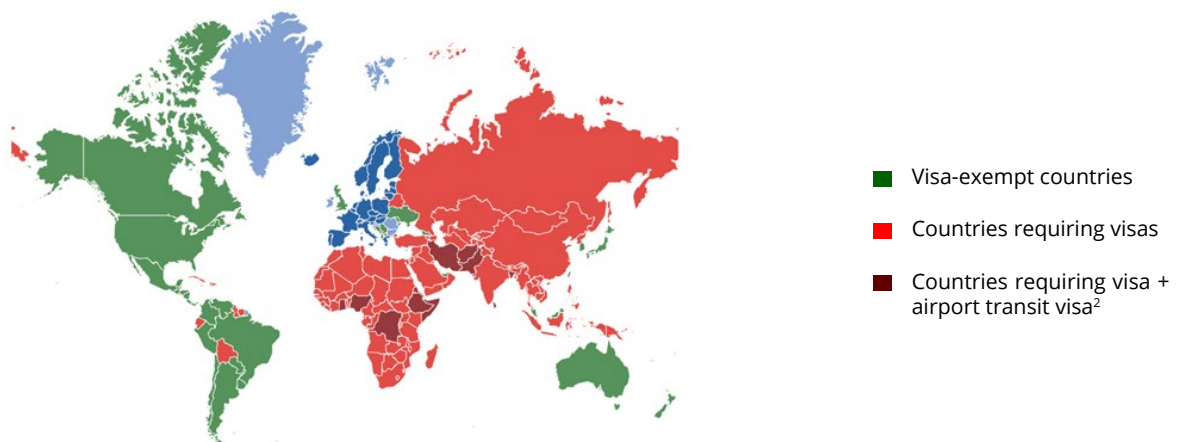 Visa-exempt countries
Countries requiring visas
Countries requiring visa +
airport transit visa²